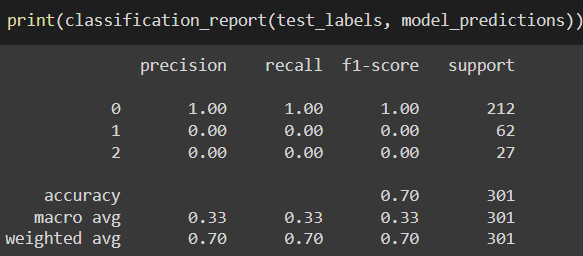 print(classification_report(test_labels, model_predictions))
precision recall f1-score support
0 1.00 1.00 1.00 212
1 0.00 0.00 0.00 62
2 0.00 0.00 0.00 27
accuracy 0.70 301
macro avg 0.33 0.33 0.33 301
weighted avg 0.70 0.70 0.70 301